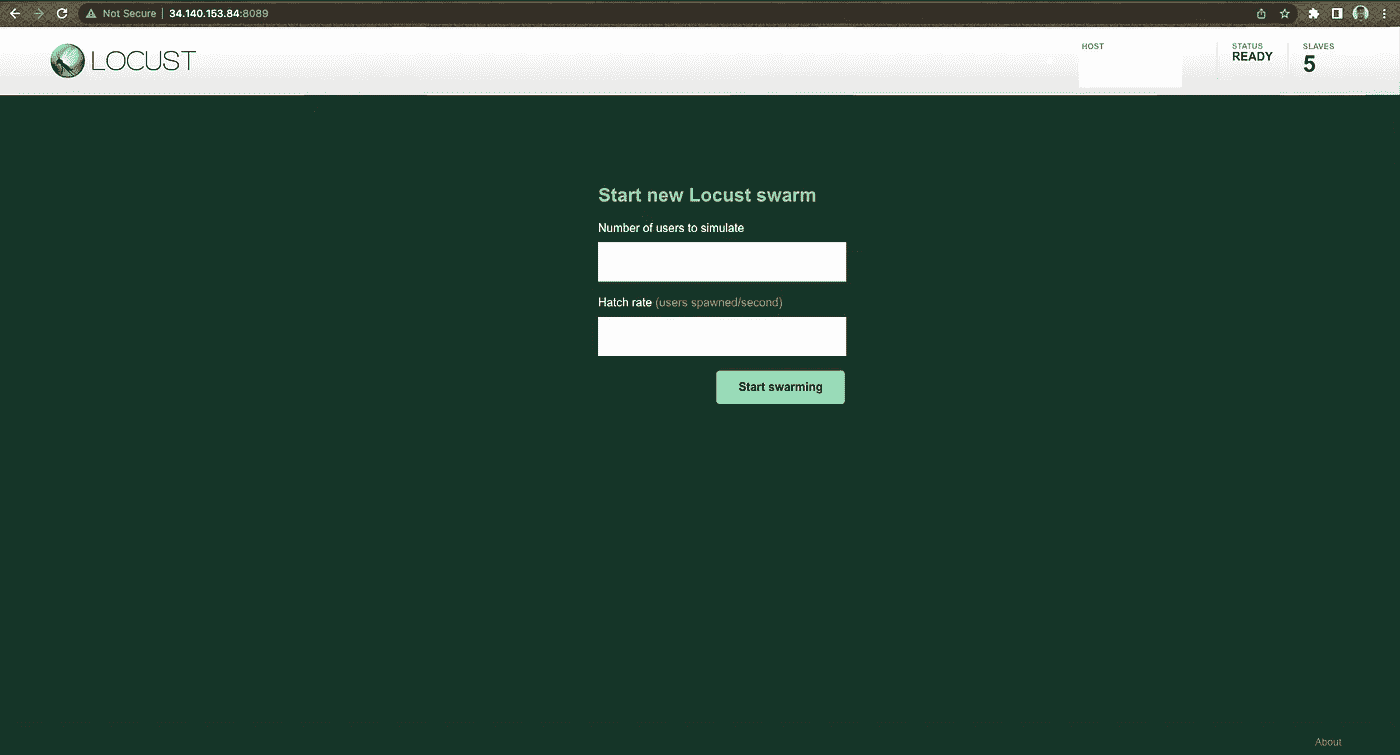 Not Secure | 34.140.153.84:8089
LOCUST
HOST
STATUS
READY
SLAVES
5
Start new Locust swarm
Number of users to simulate
Hatch rate (users spawned/second)
Start swarming
About